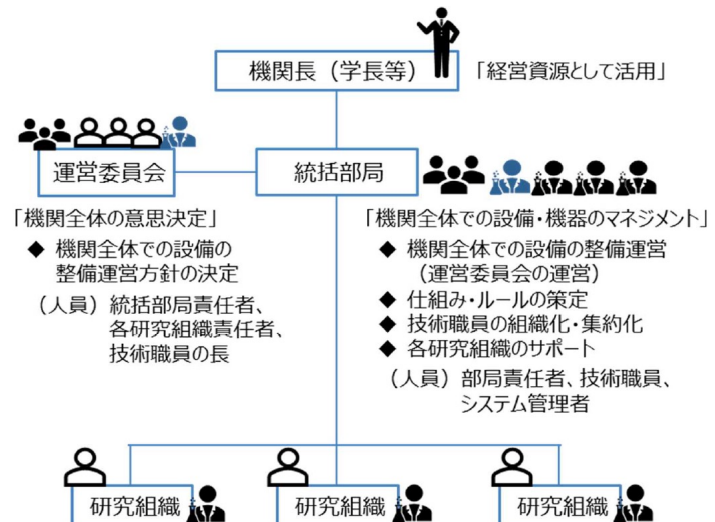 機関長（学長等）
「経営資源として活用」
運営委員会
統括部局
「機関全体の意思決定」
◆ 機関全体での設備の
整備運営方針の決定
（人員）統括部局責任者、
各研究組織責任者、
技術職員の長
「機関全体での設備・機器のマネジメント」
◆ 機関全体での設備の整備運営
（運営委員会の運営）
◆ 仕組み・ルールの策定
◆ 技術職員の組織化・集約化
◆ 各研究組織のサポート
（人員）部局責任者、技術職員、
システム管理者
研究組織
研究組織
研究組織